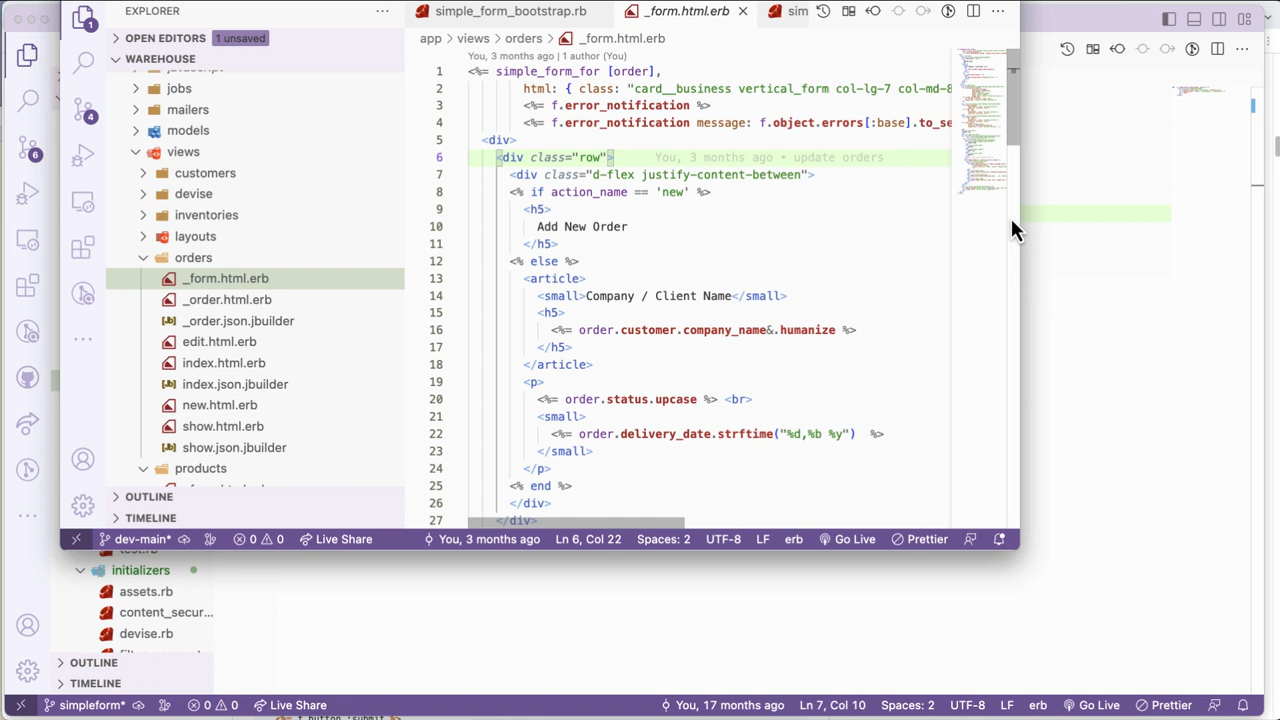 EXPLORER
OPEN EDITORS 1 unsaved
WAREHOUSE
jobs
models
views
customers
inventories
layouts
orders
_form.html.erb
_order.html.erb
_order.json.jbuilder
edit.html.erb
index.html.erb
index.json.jbuilder
new.html.erb
show.html.erb
show.json.jbuilder
products
OUTLINE
TIMELINE
simple_form_bootstrap.rb
_form.html.erb
sim
app > views > orders > _form.html.erb
You, 3 months ago | 1 author (You)
<%= simple_form_for [order],
{ class: "card__business vertical_form col-lg-7 col-md-8
.error_notification %>
error_notification message: f.object.errors[:base].to_se
<div>
6 <div class="row"> You, 3 months ago • create orders
<div class="d-flex justify-content-between">
<% if action_name == 'new'
9 <h5>
10 Add New Order
11 </h5>
12 <% else %>
13 <article>
14 <small>Company / Client Name</small>
15 <h5>
16 <%= order.customer.company_name&.humanize %>
17 </h5>
18 </article>
19 <p>
20 <%= order.status.upcase %> <br>
21 <small>
22 <%= order.delivery_date.strftime("%d,%b %y") %>
23 </small>
24 </p>
25 <% end %>
26 </div>
27 </div>
dev-main* 0 0 Live Share You, 3 months ago Ln 6, Col 22 Spaces: 2 UTF-8 LF erb Go Live Prettier
test.rb
initializers
assets.rb
content_secur...
devise.rb
OUTLINE
TIMELINE
simpleform* 0 0 Live Share You, 17 months ago Ln 7, Col 10 Spaces: 2 UTF-8 LF erb Go Live Prettier
1
4